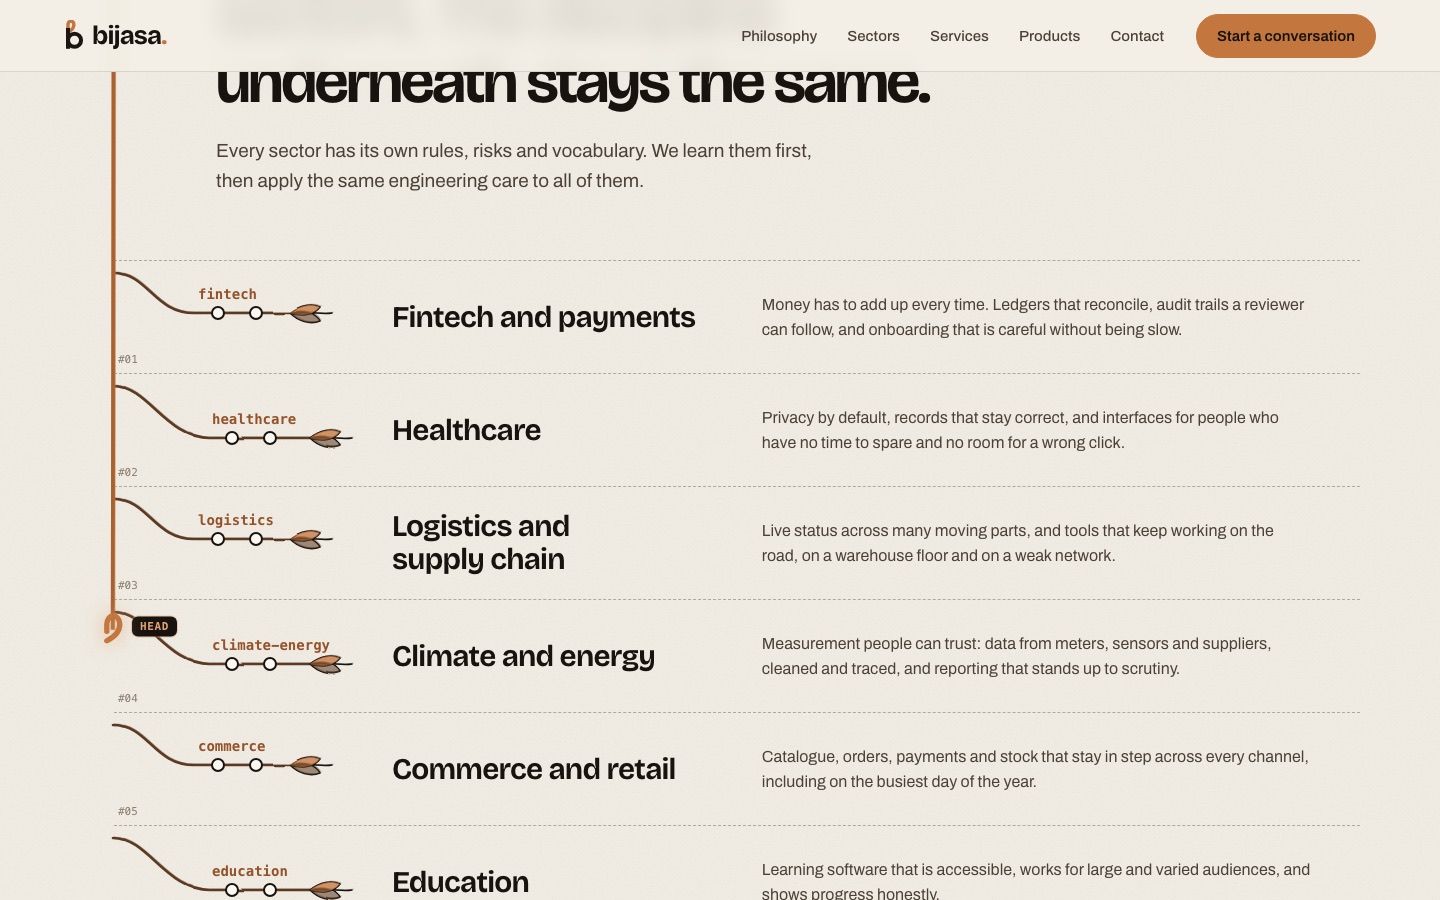 bijasa.
Philosophy
Sectors
Services
Products
Contact
Start a conversation
underneath stays the same.
Every sector has its own rules, risks and vocabulary. We learn them first,
then apply the same engineering care to all of them.
fintech
Fintech and payments
Money has to add up every time. Ledgers that reconcile, audit trails a reviewer
can follow, and onboarding that is careful without being slow.
#01
healthcare
Healthcare
Privacy by default, records that stay correct, and interfaces for people who
have no time to spare and no room for a wrong click.
#02
logistics
Logistics and
supply chain
Live status across many moving parts, and tools that keep working on the
road, on a warehouse floor and on a weak network.
#03
HEAD
climate-energy
Climate and energy
Measurement people can trust: data from meters, sensors and suppliers,
cleaned and traced, and reporting that stands up to scrutiny.
#04
commerce
Commerce and retail
Catalogue, orders, payments and stock that stay in step across every channel,
including on the busiest day of the year.
#05
education
Education
Learning software that is accessible, works for large and varied audiences, and
shows progress honestly.